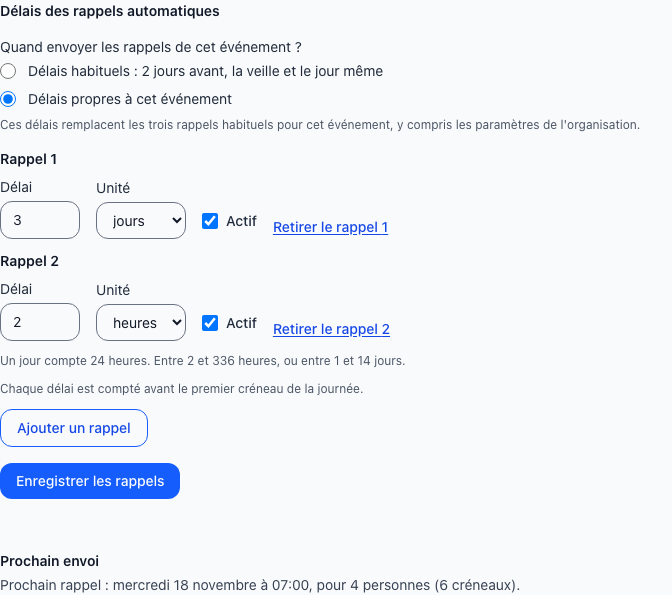 Délais des rappels automatiques
Quand envoyer les rappels de cet événement ?
Délais habituels : 2 jours avant, la veille et le jour même
Délais propres à cet événement
Ces délais remplacent les trois rappels habituels pour cet événement, y compris les paramètres de l'organisation.
Rappel 1
Délai Unité
3 jours Actif Retirer le rappel 1
Rappel 2
Délai Unité
2 heures Actif Retirer le rappel 2
Un jour compte 24 heures. Entre 2 et 336 heures, ou entre 1 et 14 jours.
Chaque délai est compté avant le premier créneau de la journée.
Ajouter un rappel
Enregistrer les rappels
Prochain envoi
Prochain rappel : mercredi 18 novembre à 07:00, pour 4 personnes (6 créneaux).